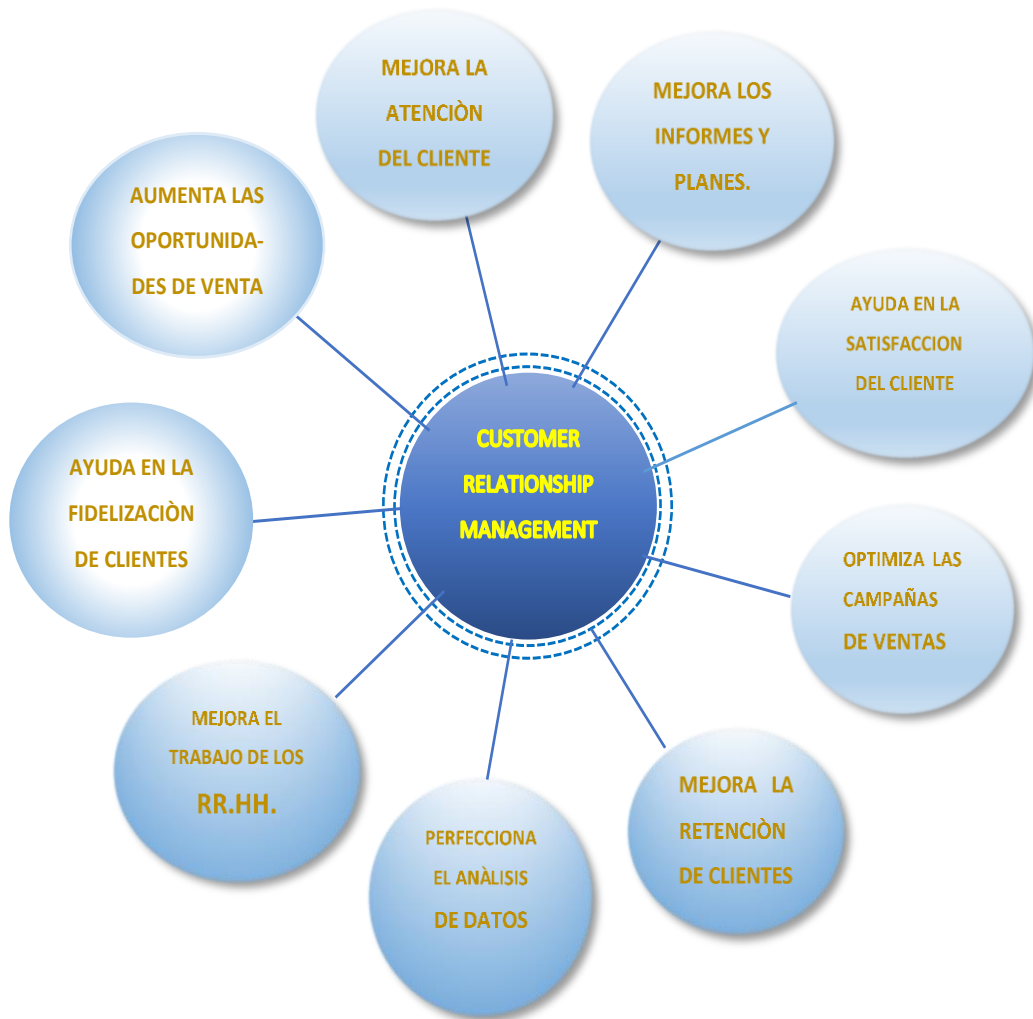 MEJORA LA
ATENCIÒN
DEL CLIENTE
MEJORA LOS
INFORMES Y
PLANES.
AUMENTA LAS
OPORTUNIDA-
DES DE VENTA
AYUDA EN LA
SATISFACCION
DEL CLIENTE
CUSTOMER
RELATIONSHIP
MANAGEMENT
AYUDA EN LA
FIDELIZACIÒN
DE CLIENTES
OPTIMIZA LAS
CAMPAÑAS
DE VENTAS
MEJORA EL
TRABAJO DE LOS
RR.HH.
PERFECCIONA
EL ANÀLISIS
DE DATOS
MEJORA LA
RETENCIÒN
DE CLIENTES